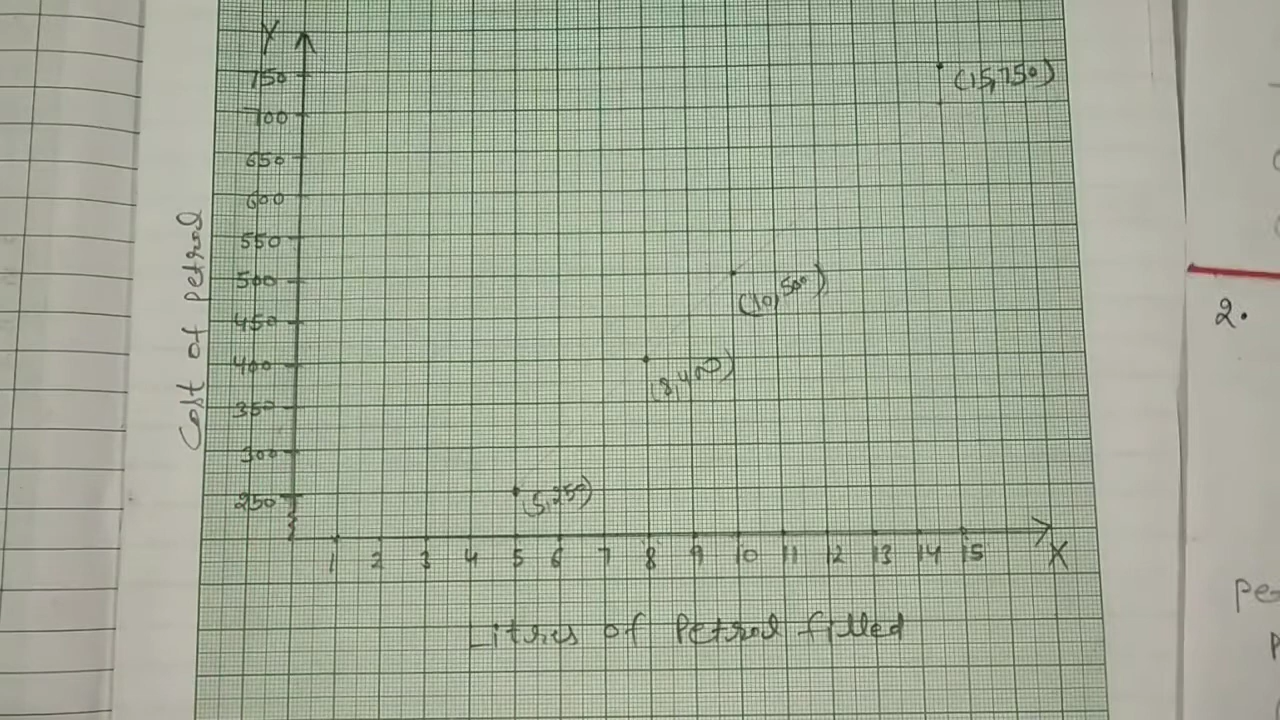 Y
750
(15,750)
700
650
600
550
500
(10,500)
450
400
(8,400)
350
300
250
(5,250)
Cost of petrol
1 2 3 4 5 6 7 8 9 10 11 12 13 14 15
X
Litres of Petrol filled
2.
Pe
P